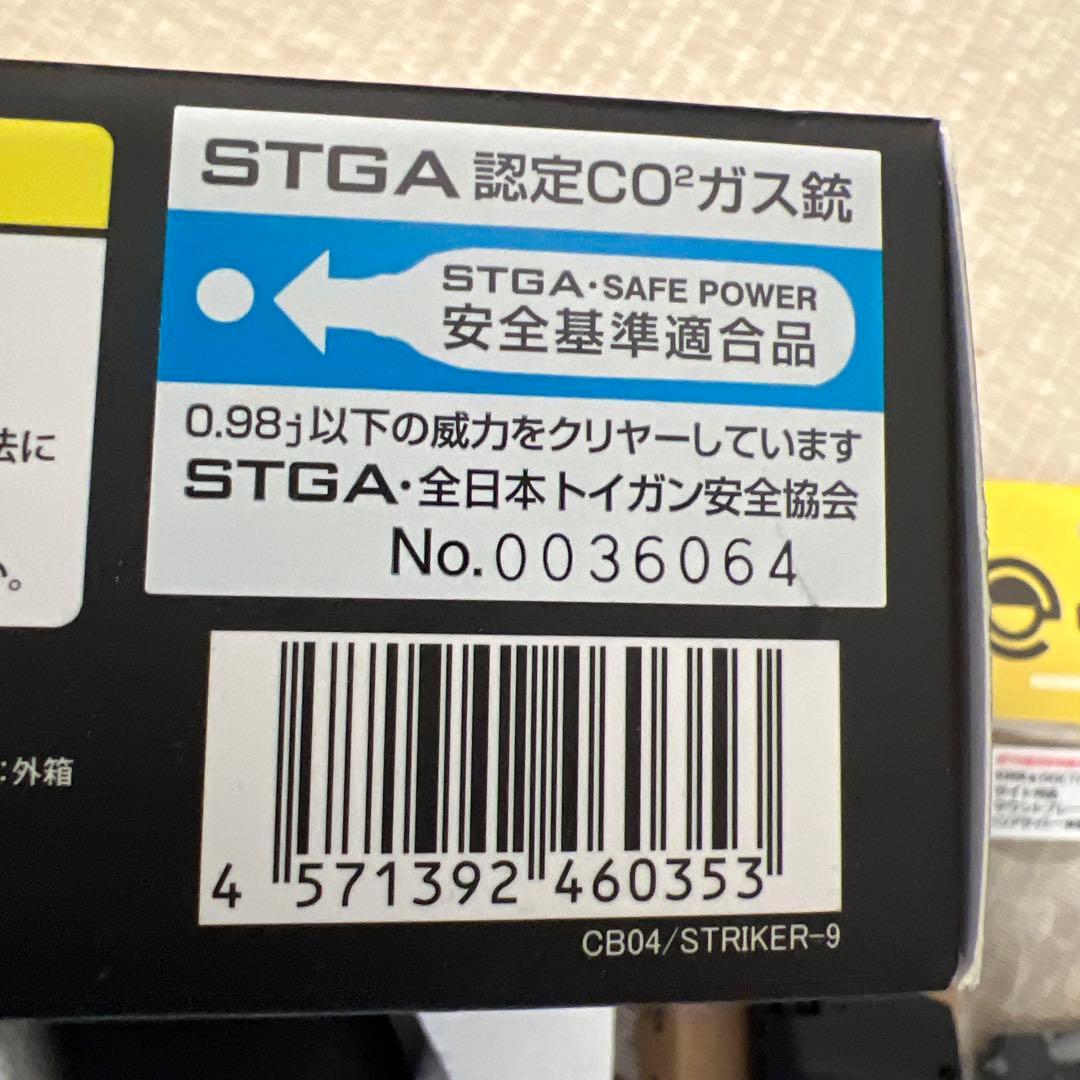 STGA 認定CO²ガス銃
STGA・SAFE POWER
安全基準適合品
0.98j以下の威力をクリヤーしています
STGA・全日本トイガン安全協会
No.0036064
法に
い。
:外箱
4 571392 460353
CB04/STRIKER-9